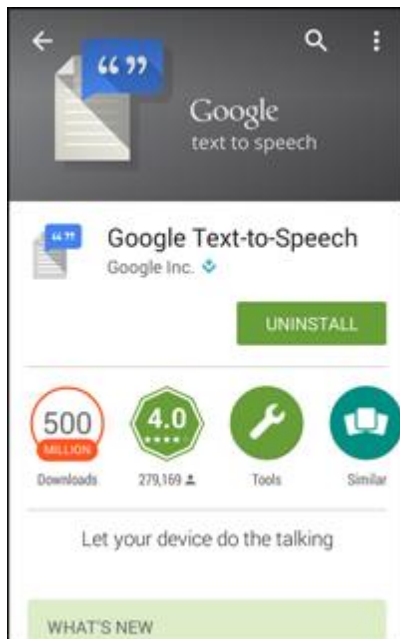 “ ”
Google
text to speech
“ ”
Google Text-to-Speech
Google Inc.
UNINSTALL
500
MILLION
Downloads
4.0
279,169
Tools
Similar
Let your device do the talking
WHAT'S NEW